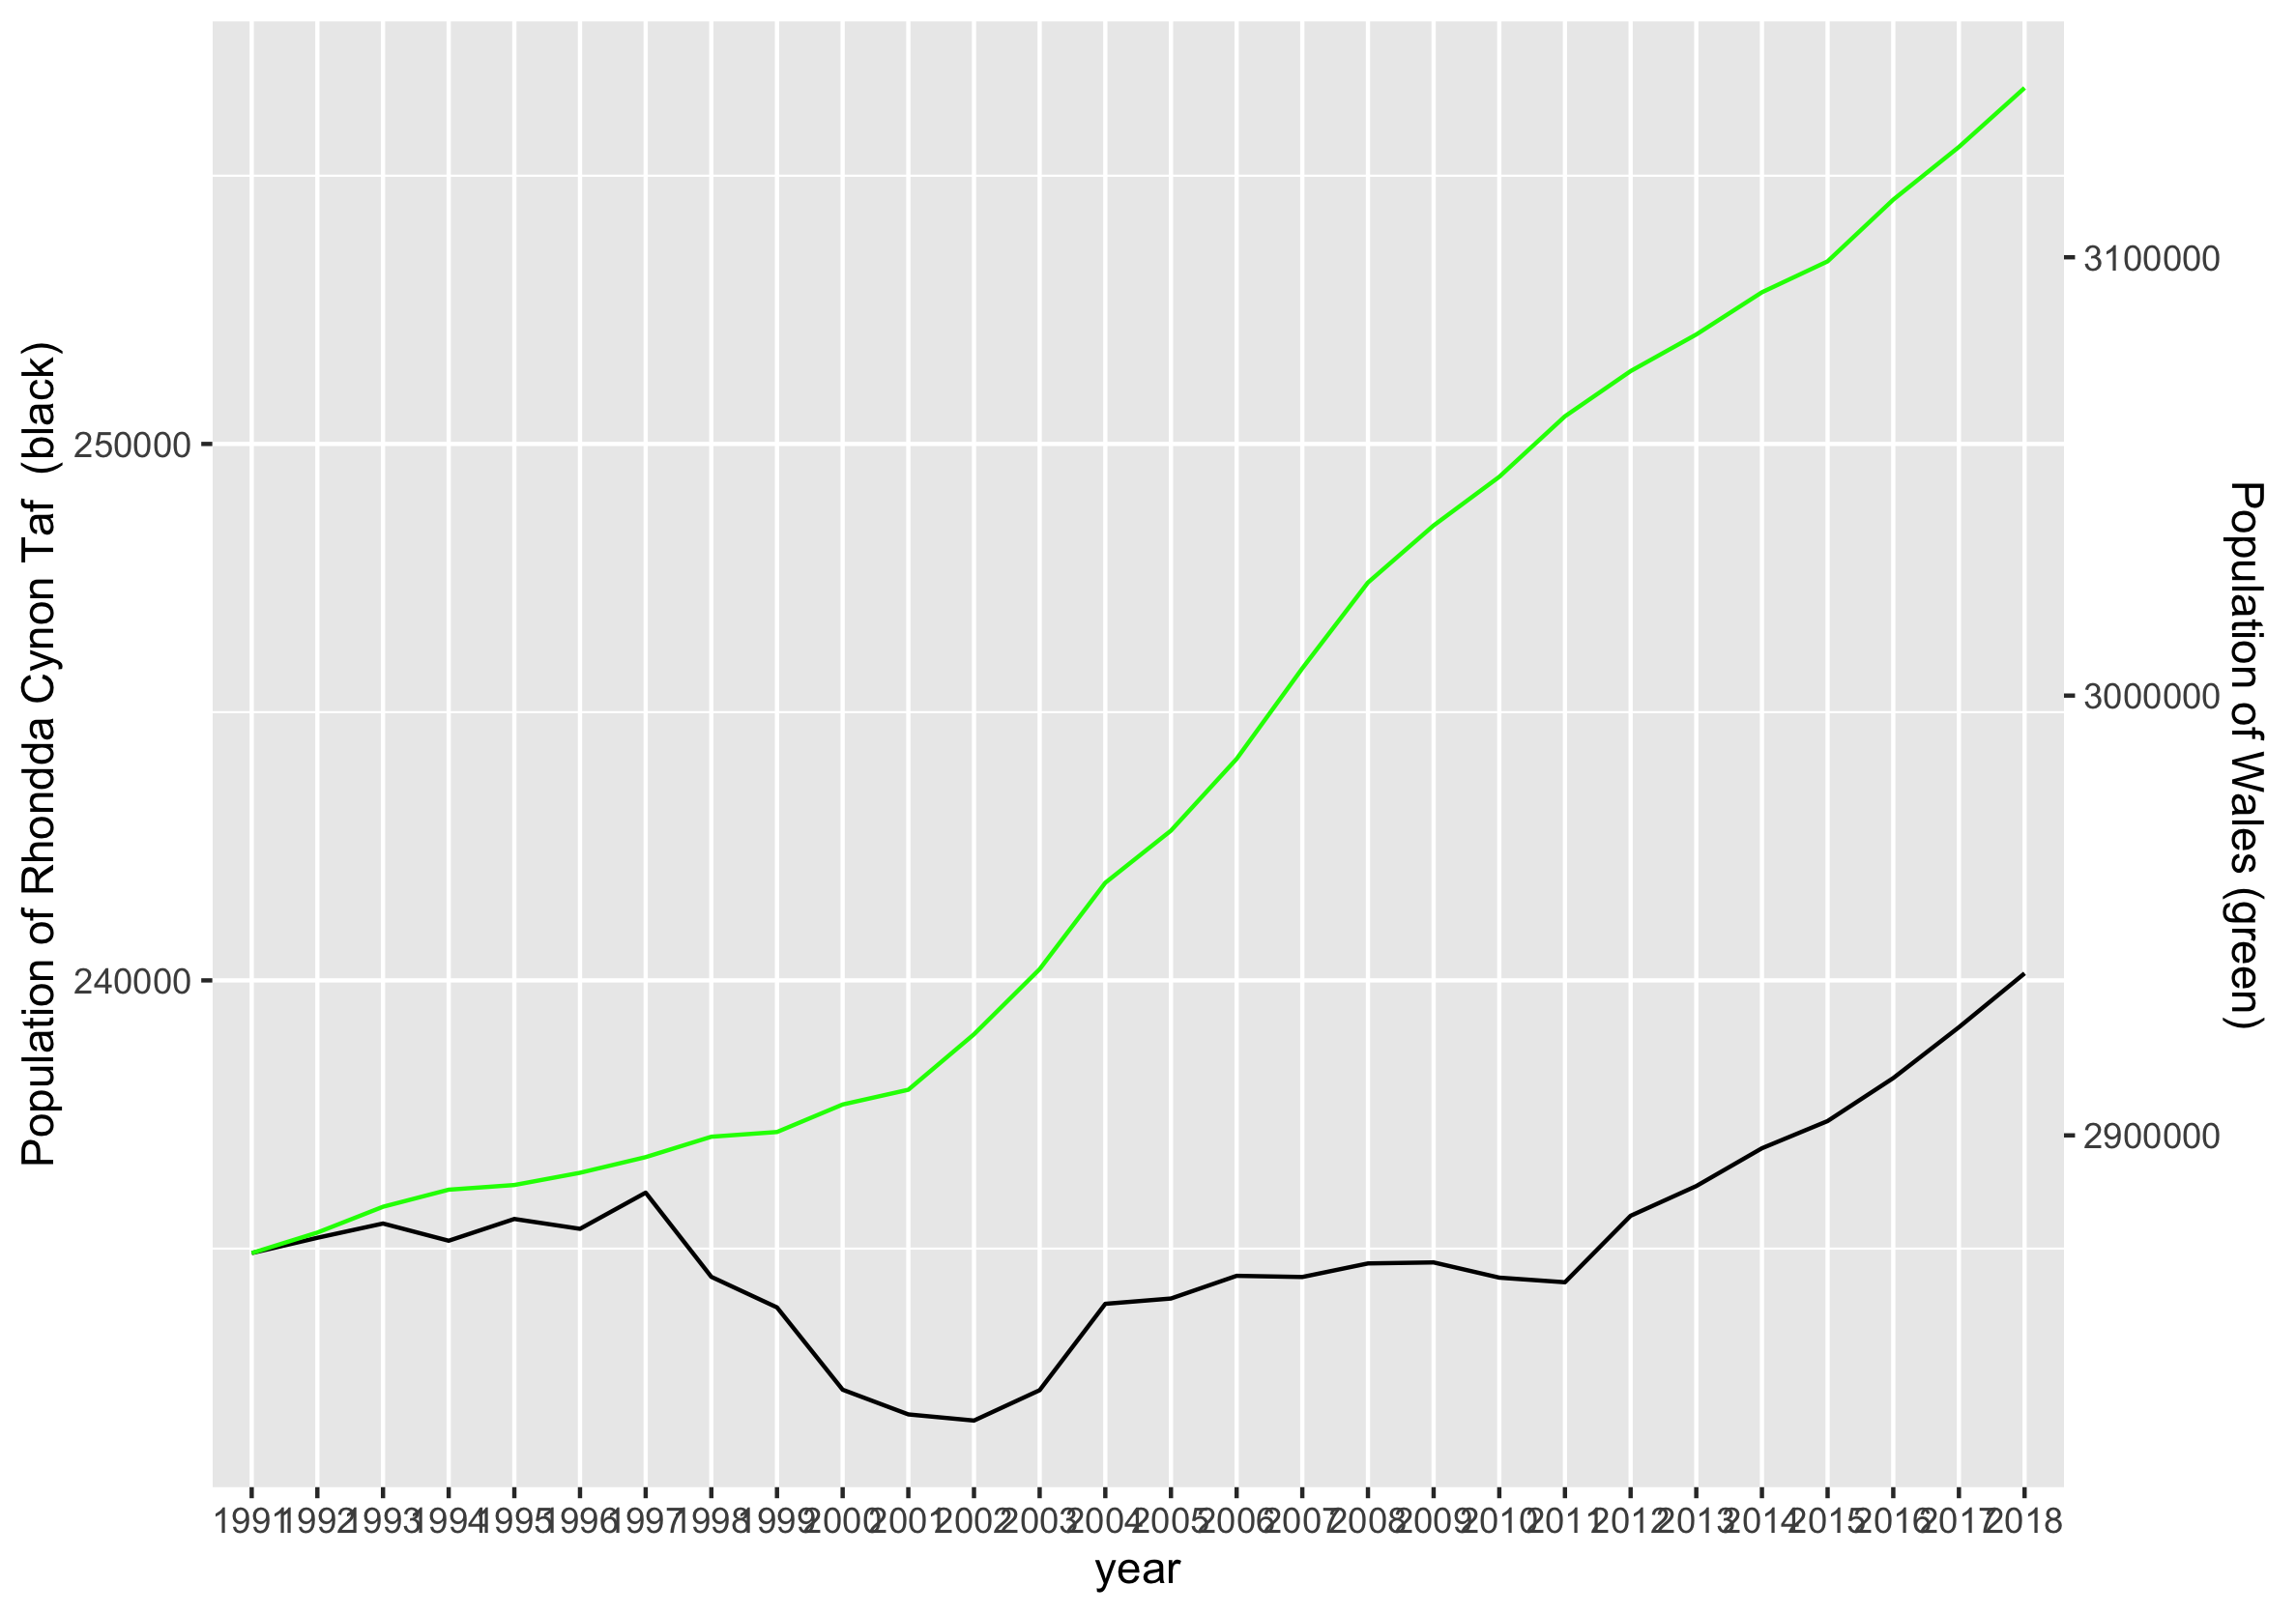 Population of Rhondda Cynon Taf (black)
250000
240000
3100000
3000000
2900000
Population of Wales (green)
1991 1992 1993 1994 1995 1996 1997 1998 1999 2000 2001 2002 2003 2004 2005 2006 2007 2008 2009 2010 2011 2012 2013 2014 2015 2016 2017 2018
year